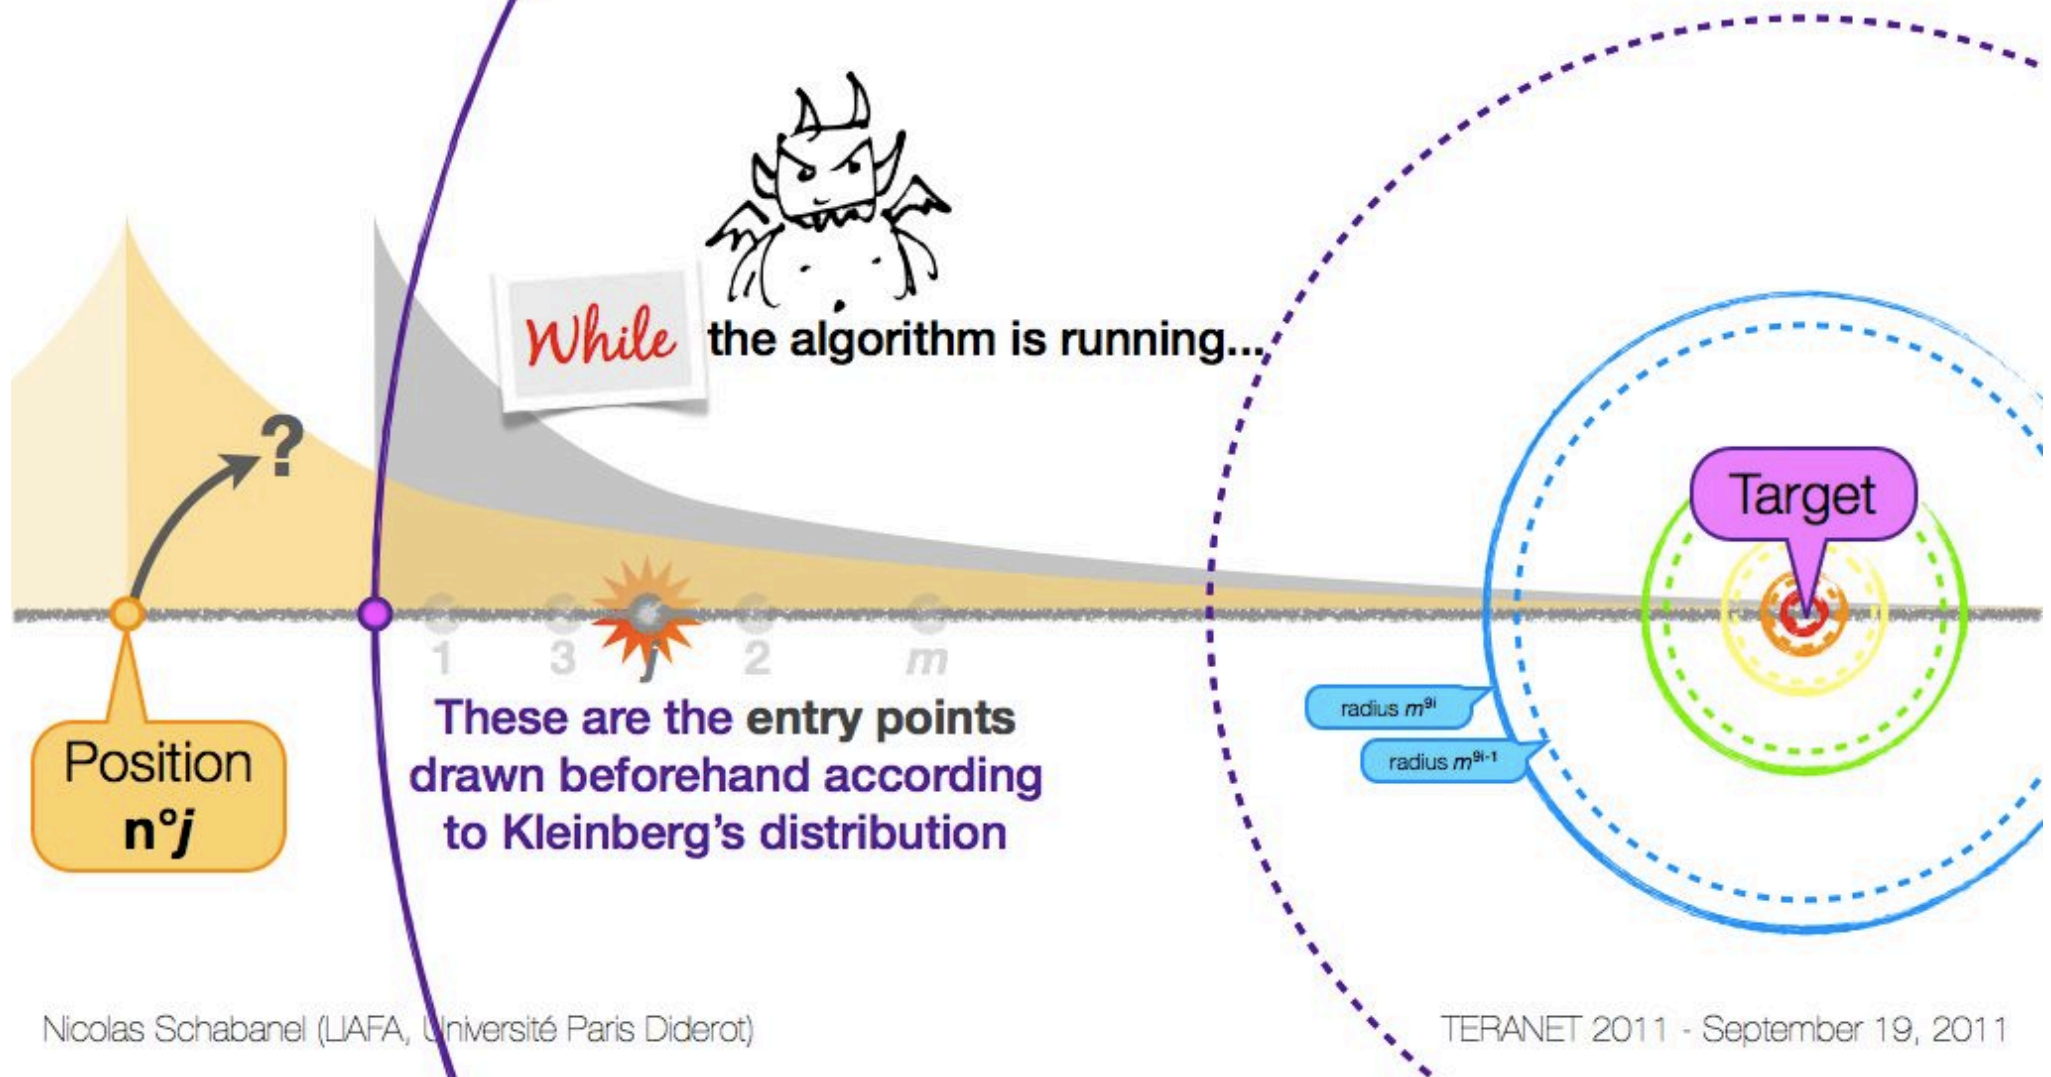 While the algorithm is running...
?
Target
1 3 j 2 m
radius m⁹ⁱ
These are the entry points
radius m⁹ⁱ⁻¹
drawn beforehand according
to Kleinberg’s distribution
Position
n°j
Nicolas Schabanel (LIAFA, Université Paris Diderot)
TERANET 2011 - September 19, 2011